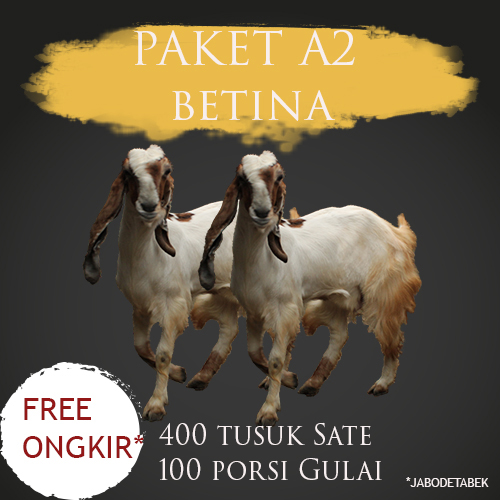 PAKET A2
BETINA
FREE
ONGKIR*
400 TUSUK SATE
100 PORSI GULAI
*JABODETABEK